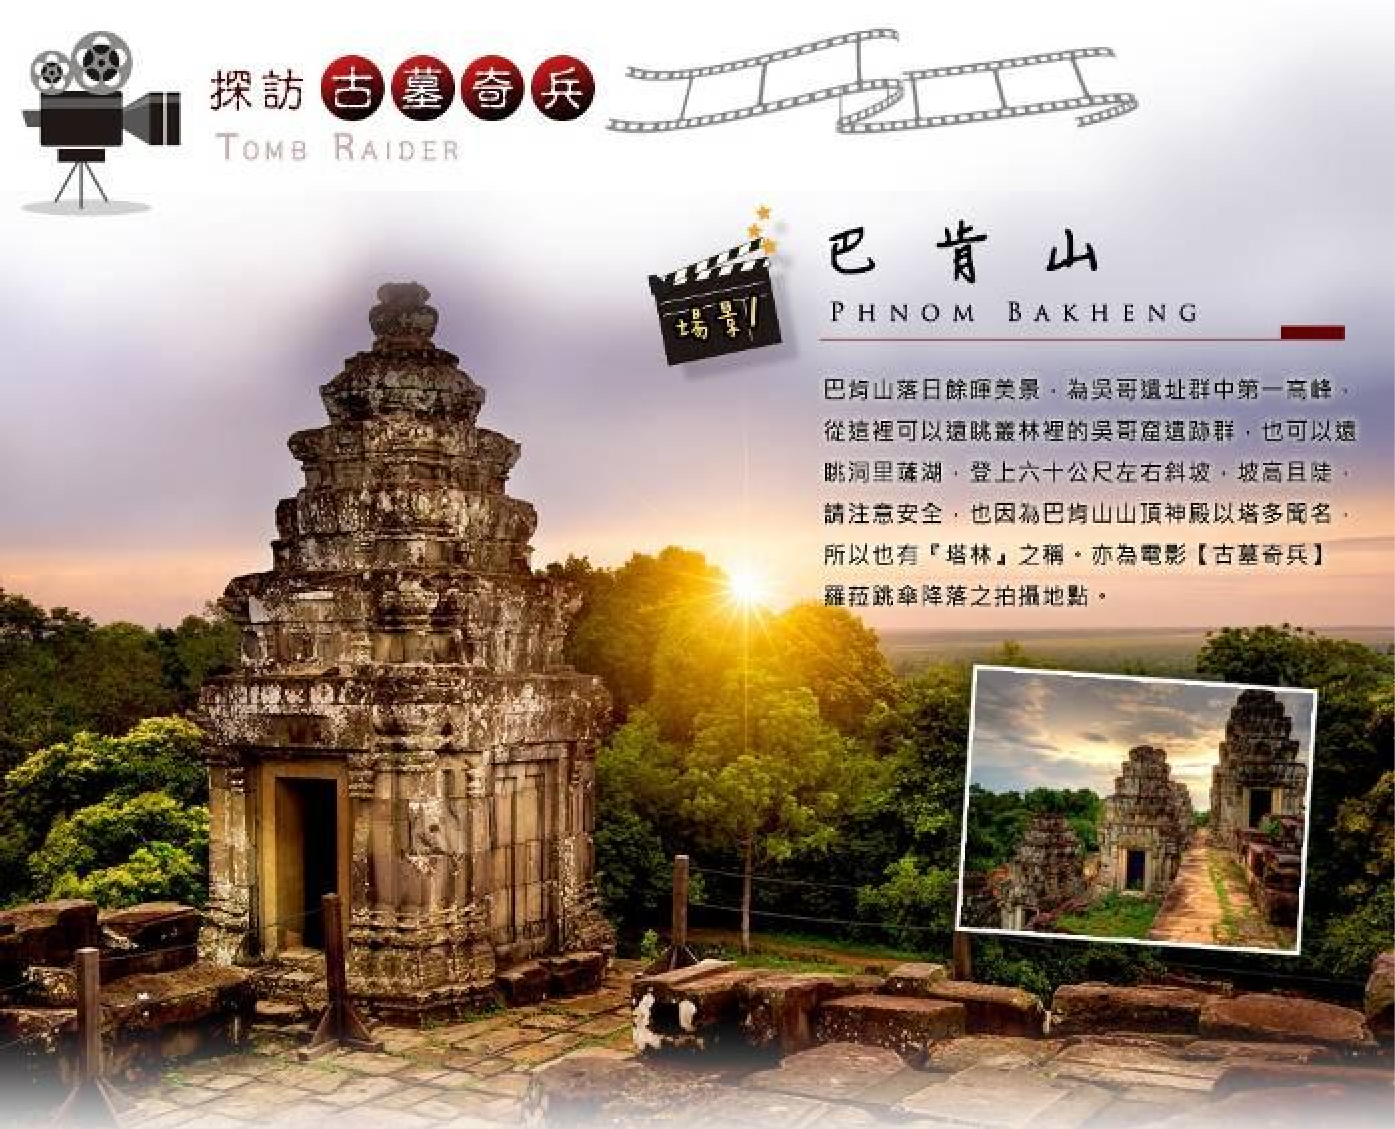 探訪古墓奇兵
TOMB RAIDER
場景1
巴肯山
PHNOM BAKHENG
巴肯山落日餘暉美景，為吳哥遺址群中第一高峰，
從這裡可以遠眺叢林裡的吳哥窟遺跡群，也可以遠
眺洞里薩湖，登上六十公尺左右斜坡，坡高且陡，
請注意安全，也因為巴肯山山頂神殿以塔多聞名，
所以也有『塔林』之稱。亦為電影【古墓奇兵】
羅菈跳傘降落之拍攝地點。